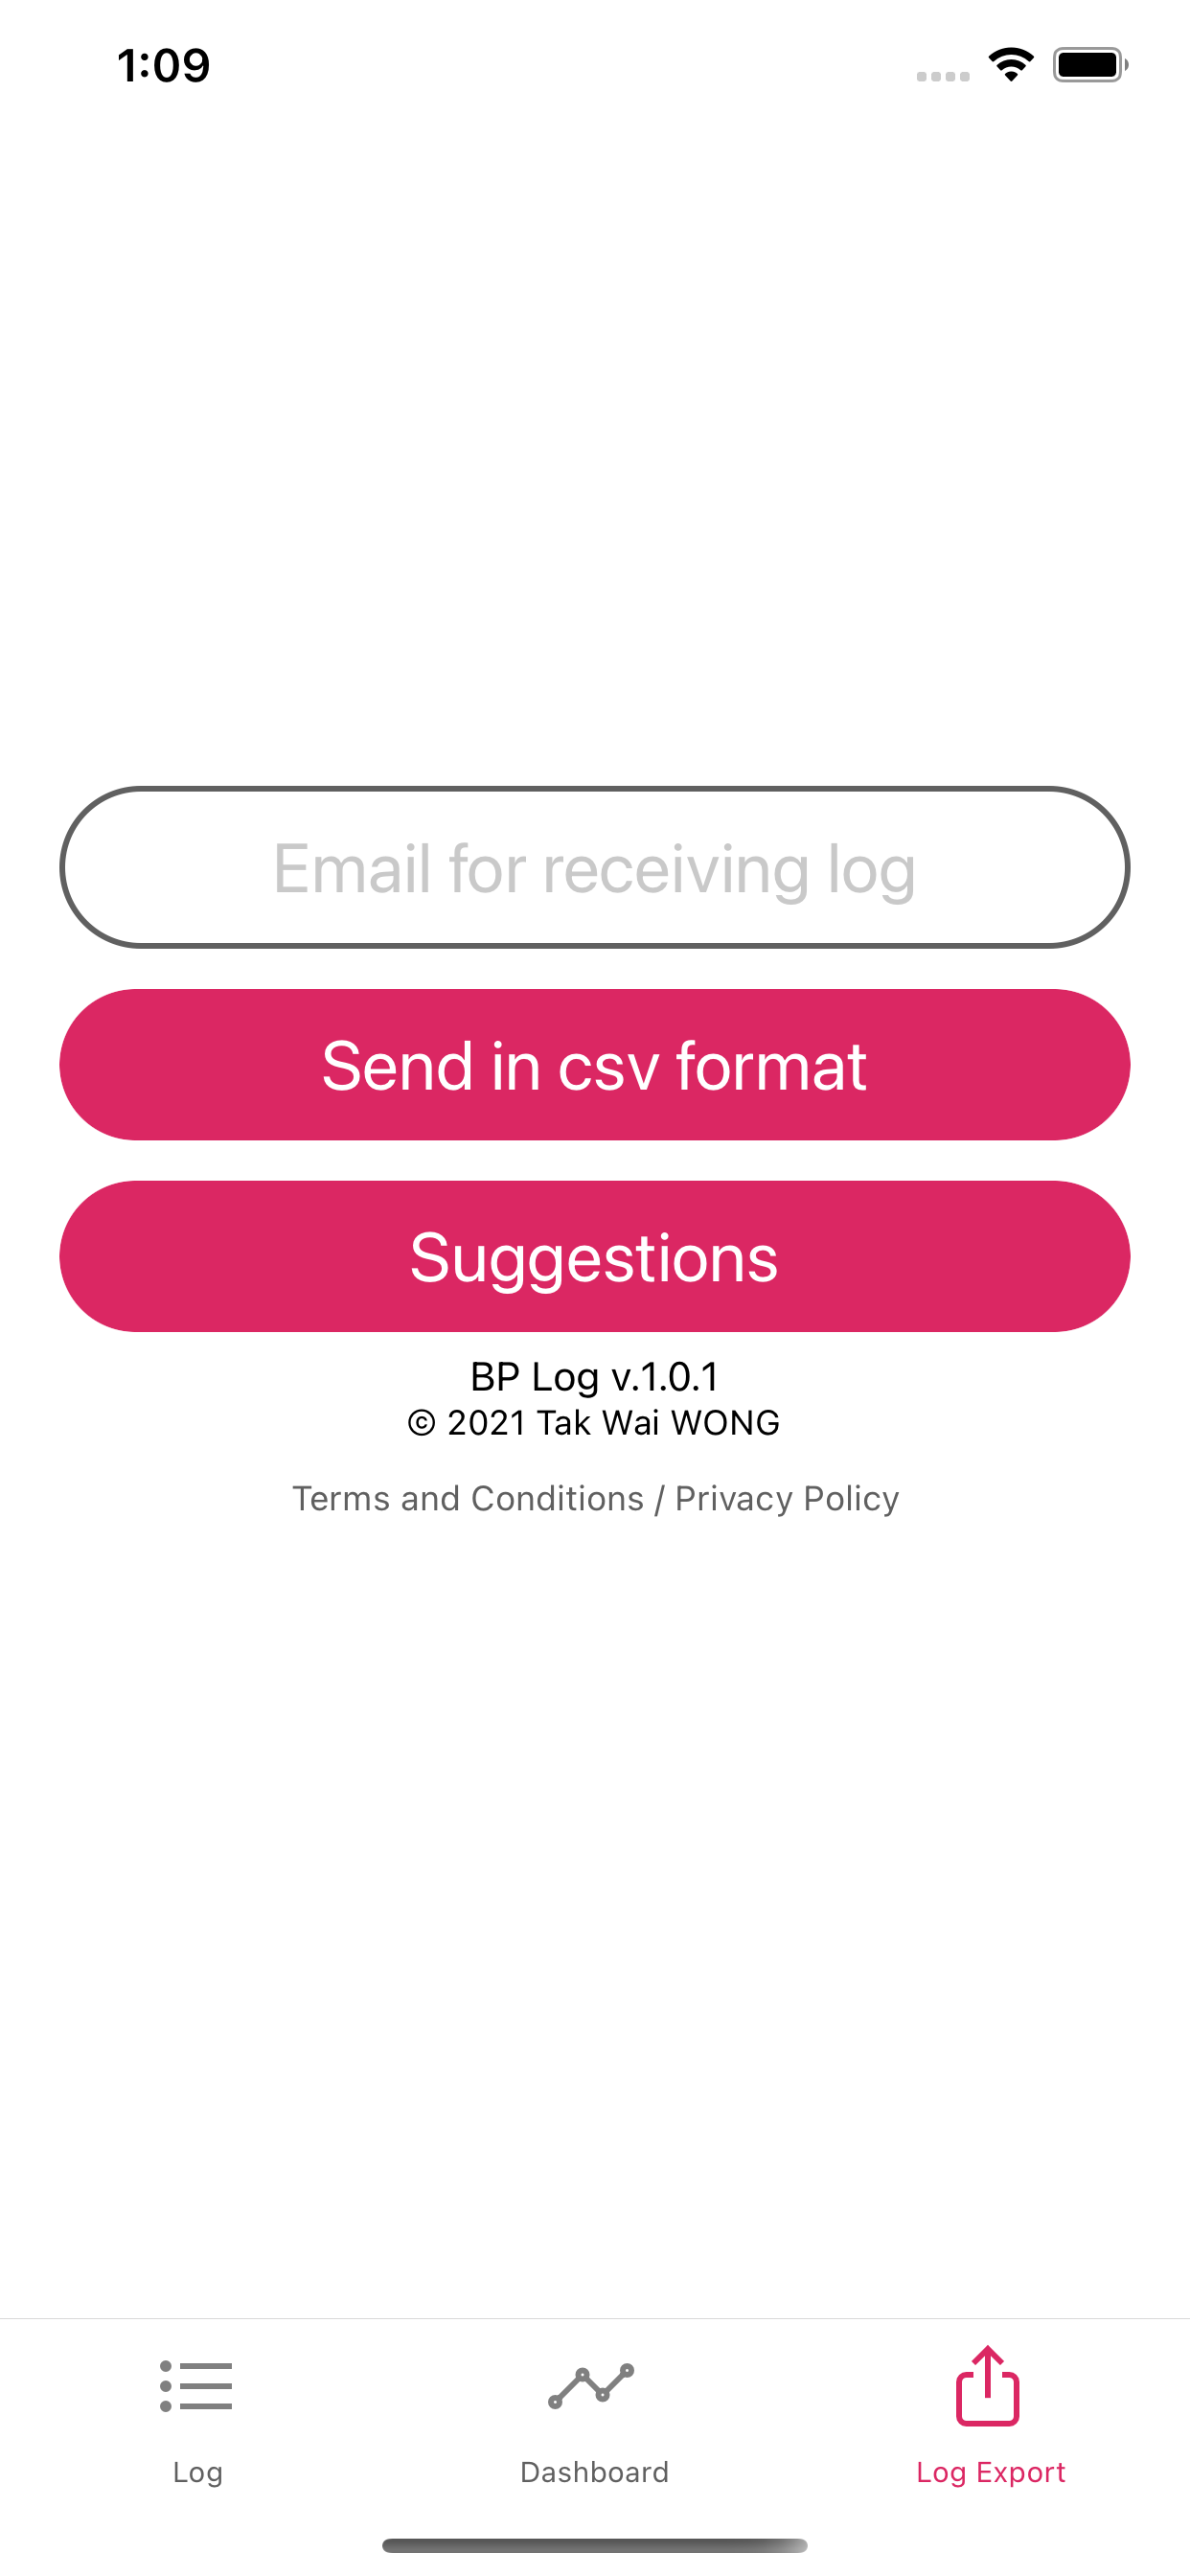 1:09
Email for receiving log
Send in csv format
Suggestions
BP Log v.1.0.1
© 2021 Tak Wai WONG
Terms and Conditions / Privacy Policy
Log
Dashboard
Log Export